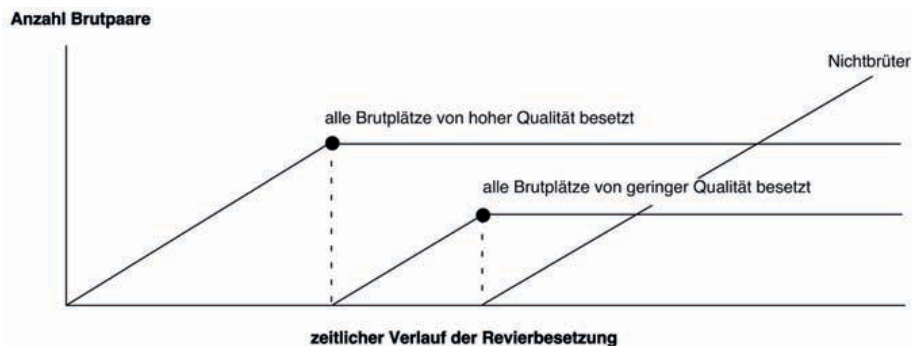 Anzahl Brutpaare
Nichtbrüter
alle Brutplätze von hoher Qualität besetzt
alle Brutplätze von geringer Qualität besetzt
zeitlicher Verlauf der Revierbesetzung